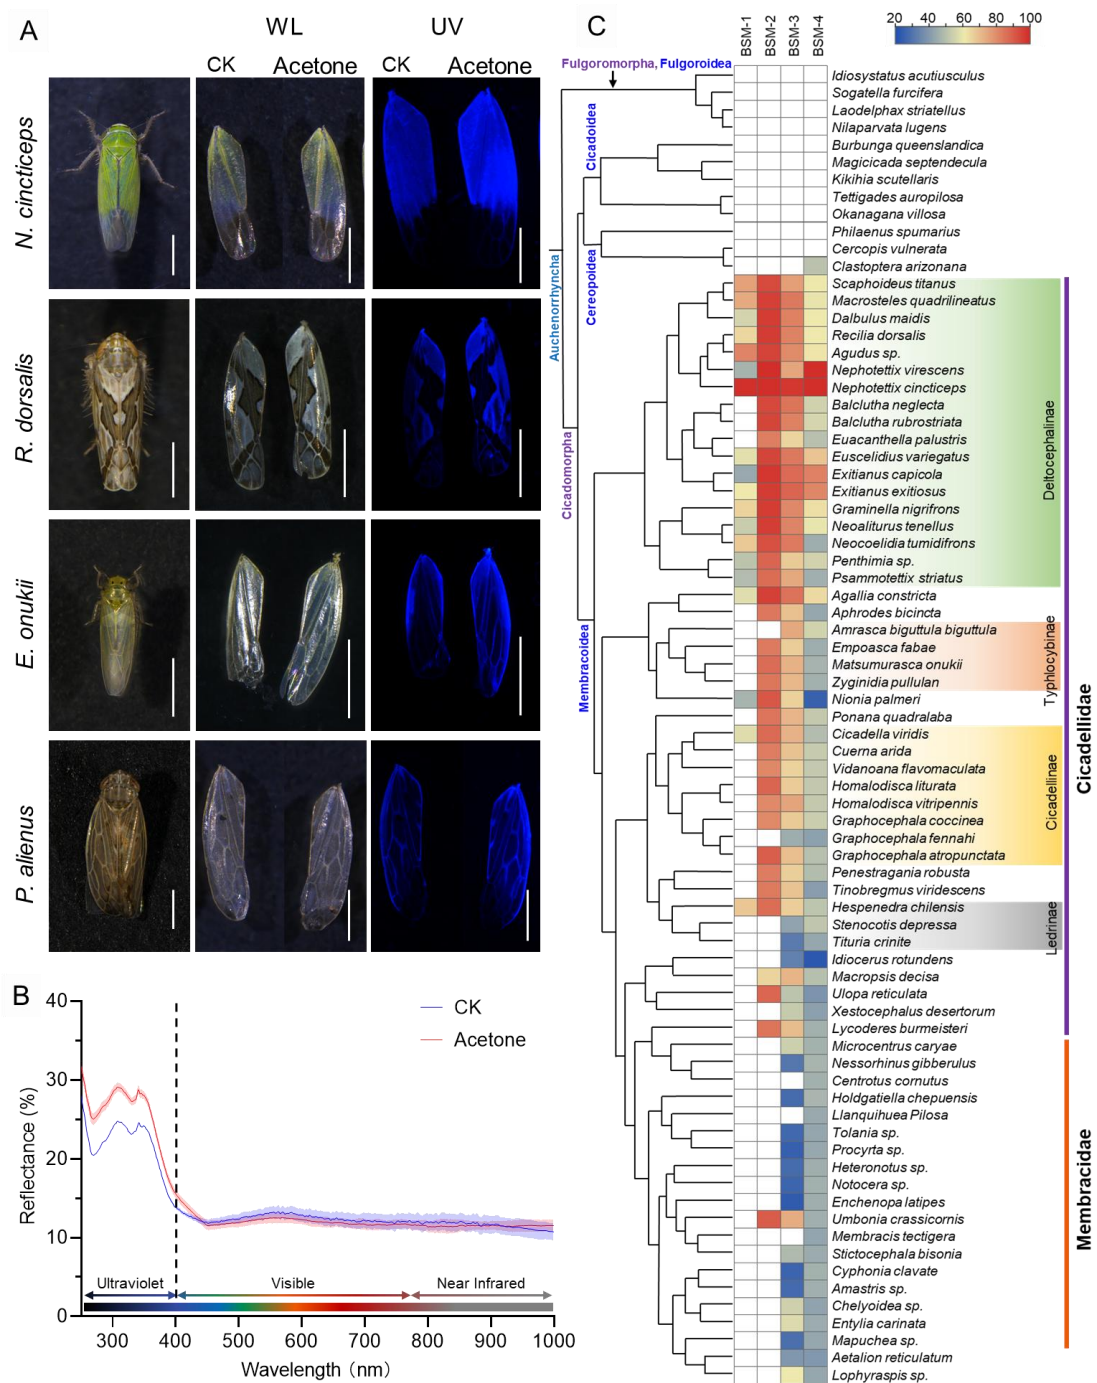 A
WL
UV
CK
Acetone
CK
Acetone
N. cincticeps
R. dorsalis
E. onukii
P. alienus
B
40
30
20
10
0
Reflectance (%)
CK
Acetone
Ultraviolet
Visible
Near Infrared
300
400
500
600
700
800
900
1000
Wavelength (nm)
C
BSM-1
BSM-2
BSM-3
BSM-4
20
40
60
80
100
Fulgoromorpha, Fulgoroidea
Cicadoidea
Cereopoidea
Auchenorrhyncha
Cicadomorpha
Membracoidea
Idiosystatus acutiusculus
Sogatella furcifera
Laodelphax striatellus
Nilaparvata lugens
Burbunga queenslandica
Magicicada septendecula
Kikihia scutellaris
Tettigades auropilosa
Okanagana villosa
Philaenus spumarius
Cercopis vulnerata
Clastoptera arizonana
Scaphoideus titanus
Macrosteles quadrilineatus
Dalbulus maidis
Recilia dorsalis
Agudus sp.
Nephotettix virescens
Nephotettix cincticeps
Balclutha neglecta
Balclutha rubrostriata
Euacanthella palustris
Euscelidius variegatus
Exitianus capicola
Exitianus exitiosus
Graminella nigrifrons
Neoaliturus tenellus
Neocoelidia tumidifrons
Penthimia sp.
Psammotettix striatus
Agallia constricta
Aphrodes bicincta
Amrasca biguttula biguttula
Empoasca fabae
Matsumurasca onukii
Zyginidia pullulan
Nionia palmeri
Ponana quadralaba
Cicadella viridis
Cuerna arida
Vidanoana flavomaculata
Homalodisca liturata
Homalodisca vitripennis
Graphocephala coccinea
Graphocephala fennahi
Graphocephala atropunctata
Penestragania robusta
Tinobregmus viridescens
Hespenedra chilensis
Stenocotis depressa
Tituria crinite
Idiocerus rotundens
Macropsis decisa
Ulopa reticulata
Xestocephalus desertorum
Lycoderes burmeisteri
Microcentrus caryae
Nessorhinus gibberulus
Centrotus cornutus
Holdgatiella chepuensis
Llanquihuea Pilosa
Tolania sp.
Procyrta sp.
Heteronotus sp.
Notocera sp.
Enchenopa latipes
Umbonia crassicornis
Membracis tectigera
Stictocephala bisonia
Cyphonia clavate
Amastris sp.
Chelyoidea sp.
Entylia carinata
Mapuchea sp.
Aetalion reticulatum
Lophyraspis sp.
Deltocephalinae
Typhlocybinae
Cicadellinae
Ledrinae
Cicadellidae
Membracidae